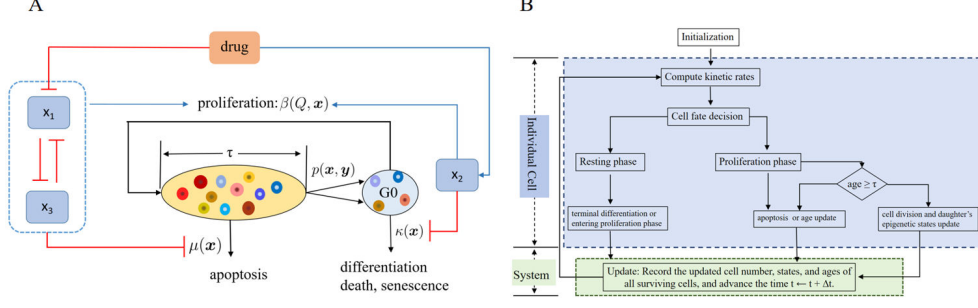 A
drug
x₁
proliferation: β(Q, x)
τ
p(x, y)
G0
x₂
x₃
κ(x)
μ(x)
apoptosis
differentiation
death, senescence
B
Initialization
Compute kinetic rates
Cell fate decision
Individual Cell
Resting phase
Proliferation phase
age ≥ τ
terminal differentiation or
entering proliferation phase
apoptosis or age update
cell division and daughter's
epigenetic states update
System
Update: Record the updated cell number, states, and ages of
all surviving cells, and advance the time t ← t + Δt.